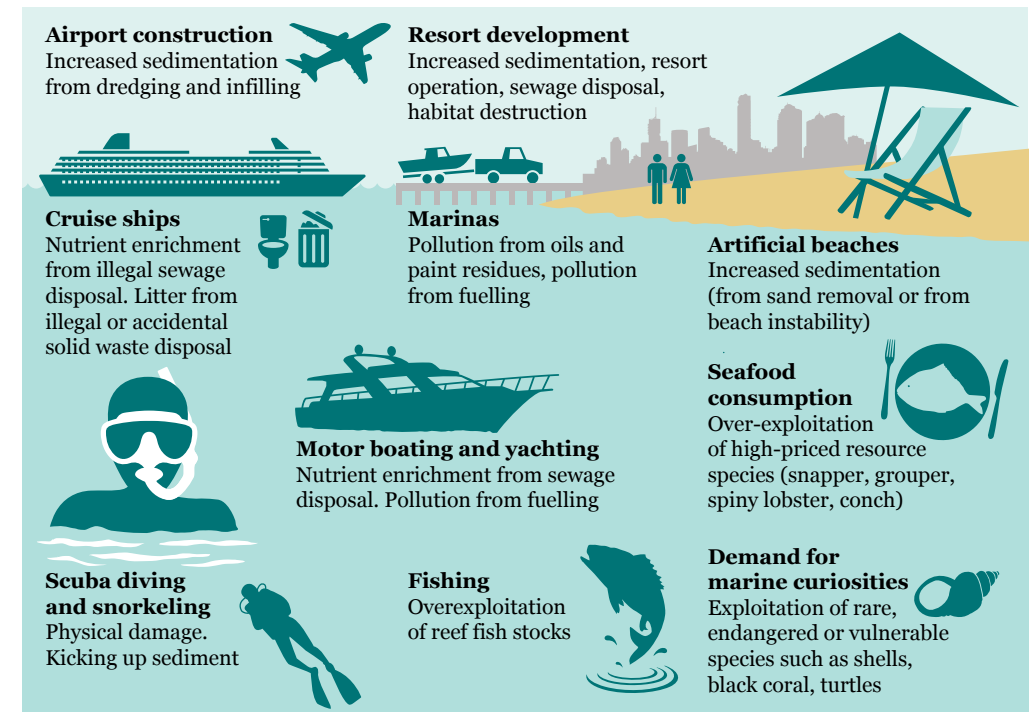 Airport construction
Increased sedimentation
from dredging and infilling
Resort development
Increased sedimentation, resort
operation, sewage disposal,
habitat destruction
Cruise ships
Nutrient enrichment
from illegal sewage
disposal. Litter from
illegal or accidental
solid waste disposal
Marinas
Pollution from oils and
paint residues, pollution
from fuelling
Artificial beaches
Increased sedimentation
(from sand removal or from
beach instability)
Motor boating and yachting
Nutrient enrichment from sewage
disposal. Pollution from fuelling
Seafood
consumption
Over-exploitation
of high-priced resource
species (snapper, grouper,
spiny lobster, conch)
Scuba diving
and snorkeling
Physical damage.
Kicking up sediment
Fishing
Overexploitation
of reef fish stocks
Demand for
marine curiosities
Exploitation of rare,
endangered or vulnerable
species such as shells,
black coral, turtles